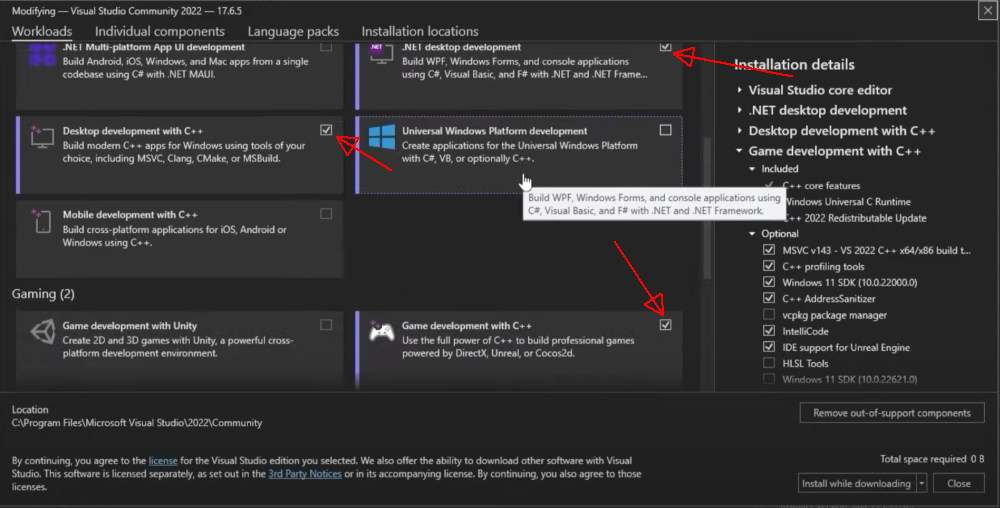 Modifying — Visual Studio Community 2022 — 17.6.5
Workloads
Individual components
Language packs
Installation locations
.NET Multi-platform App UI development
Build Android, iOS, Windows, and Mac apps from a single
codebase using C# with .NET MAUI.
.NET
.NET desktop development
Build WPF, Windows Forms, and console applications
using C#, Visual Basic, and F# with .NET and .NET Frame...
Desktop development with C++
Build modern C++ apps for Windows using tools of your
choice, including MSVC, Clang, CMake, or MSBuild.
Universal Windows Platform development
Create applications for the Universal Windows Platform
with C#, VB, or optionally C++.
Build WPF, Windows Forms, and console applications using
C#, Visual Basic, and F# with .NET and .NET Framework.
Mobile development with C++
Build cross-platform applications for iOS, Android or
Windows using C++.
Gaming (2)
Game development with Unity
Create 2D and 3D games with Unity, a powerful cross-
platform development environment.
Game development with C++
Use the full power of C++ to build professional games
powered by DirectX, Unreal, or Cocos2d.
Installation details
Visual Studio core editor
.NET desktop development
Desktop development with C++
Game development with C++
Included
C++ core features
Windows Universal C Runtime
C++ 2022 Redistributable Update
Optional
MSVC v143 - VS 2022 C++ x64/x86 build t...
C++ profiling tools
Windows 11 SDK (10.0.22000.0)
C++ AddressSanitizer
vcpkg package manager
IntelliCode
IDE support for Unreal Engine
HLSL Tools
Windows 11 SDK (10.0.22621.0)
Location
C:\Program Files\Microsoft Visual Studio\2022\Community
Remove out-of-support components
By continuing, you agree to the license for the Visual Studio edition you selected. We also offer the ability to download other software with Visual
Studio. This software is licensed separately, as set out in the 3rd Party Notices or in its accompanying license. By continuing, you also agree to those
licenses.
Total space required 0 B
Install while downloading
Close